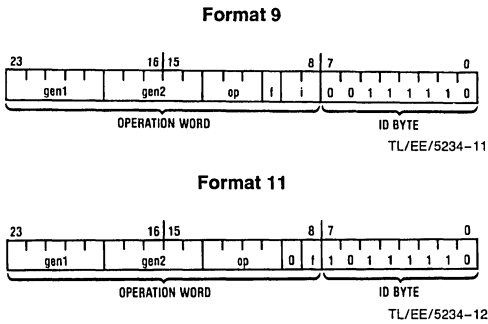 Format 9
23 16 15 8 7 0
gen1 gen2 op f i 0 0 1 1 1 1 1 0
OPERATION WORD ID BYTE
TL/EE/5234-11
Format 11
23 16 15 8 7 0
gen1 gen2 op 0 f 1 0 1 1 1 1 1 0
OPERATION WORD ID BYTE
TL/EE/5234-12